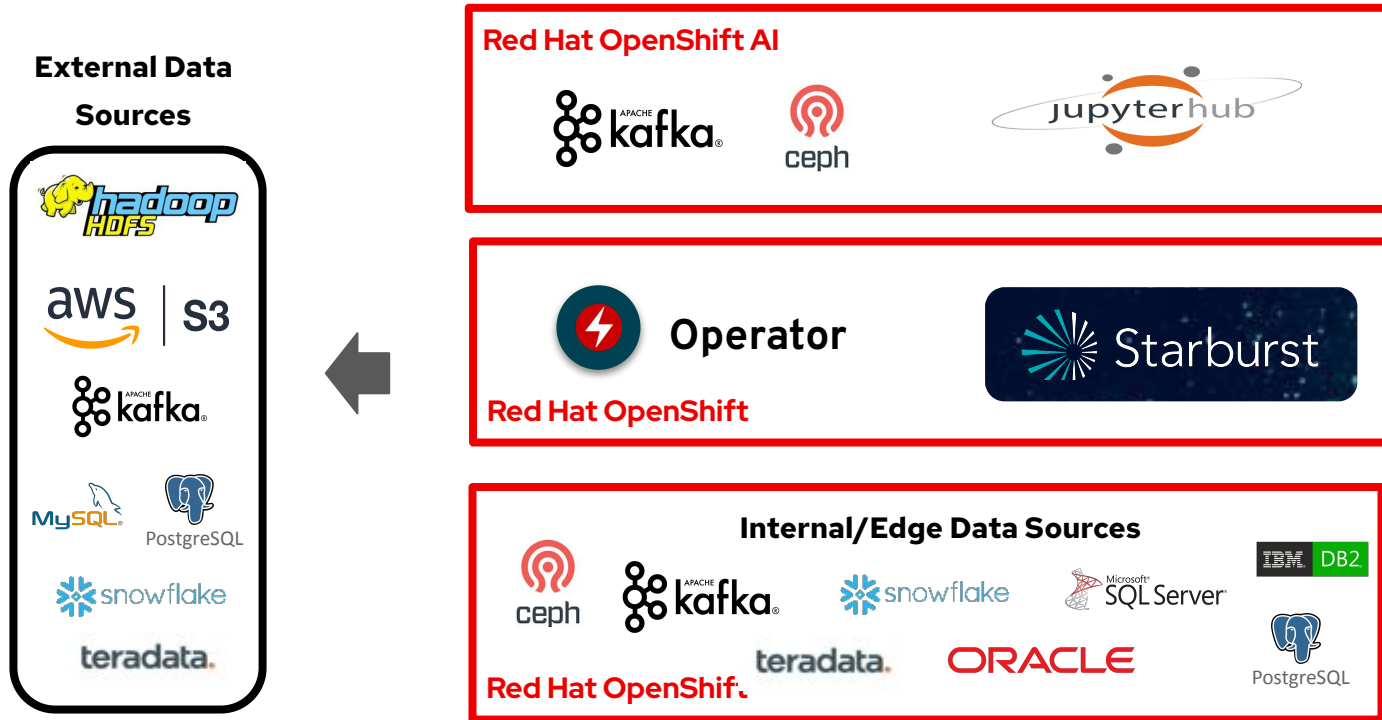 External Data
Sources
hadoop
HDFS
aws | S3
APACHE
kafka®
MySQL®
PostgreSQL
snowflake
teradata.
Red Hat OpenShift AI
APACHE
kafka®
ceph
jupyterhub
Operator
Starburst
Red Hat OpenShift
Internal/Edge Data Sources
ceph
APACHE
kafka®
snowflake
Microsoft®
SQL Server®
IBM DB2
teradata.
ORACLE
PostgreSQL
Red Hat OpenShift